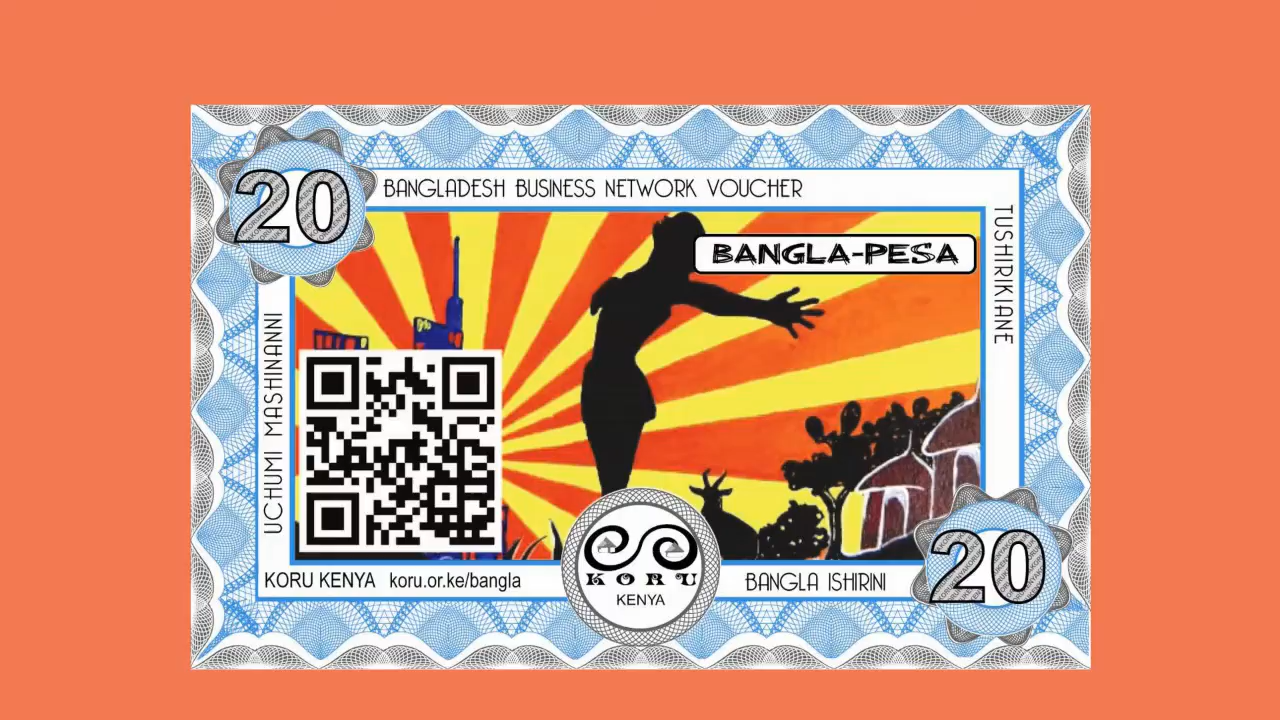 20
BANGLADESH BUSINESS NETWORK VOUCHER
BANGLA-PESA
TUSHIRIKIANE
UCHUMI MASHINANNI
KORU KENYA koru.or.ke/bangla
KORU
KENYA
BANGLA ISHIRINI
20